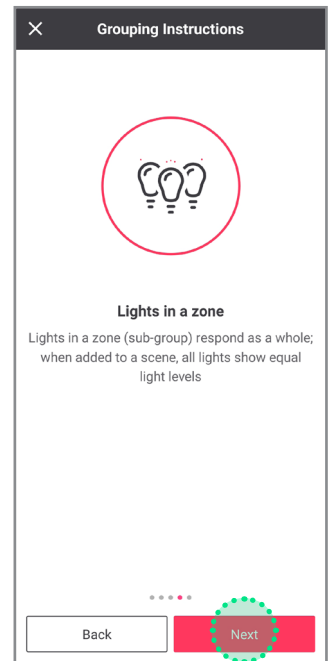 Grouping Instructions
Lights in a zone
Lights in a zone (sub-group) respond as a whole;
when added to a scene, all lights show equal
light levels
Back
Next